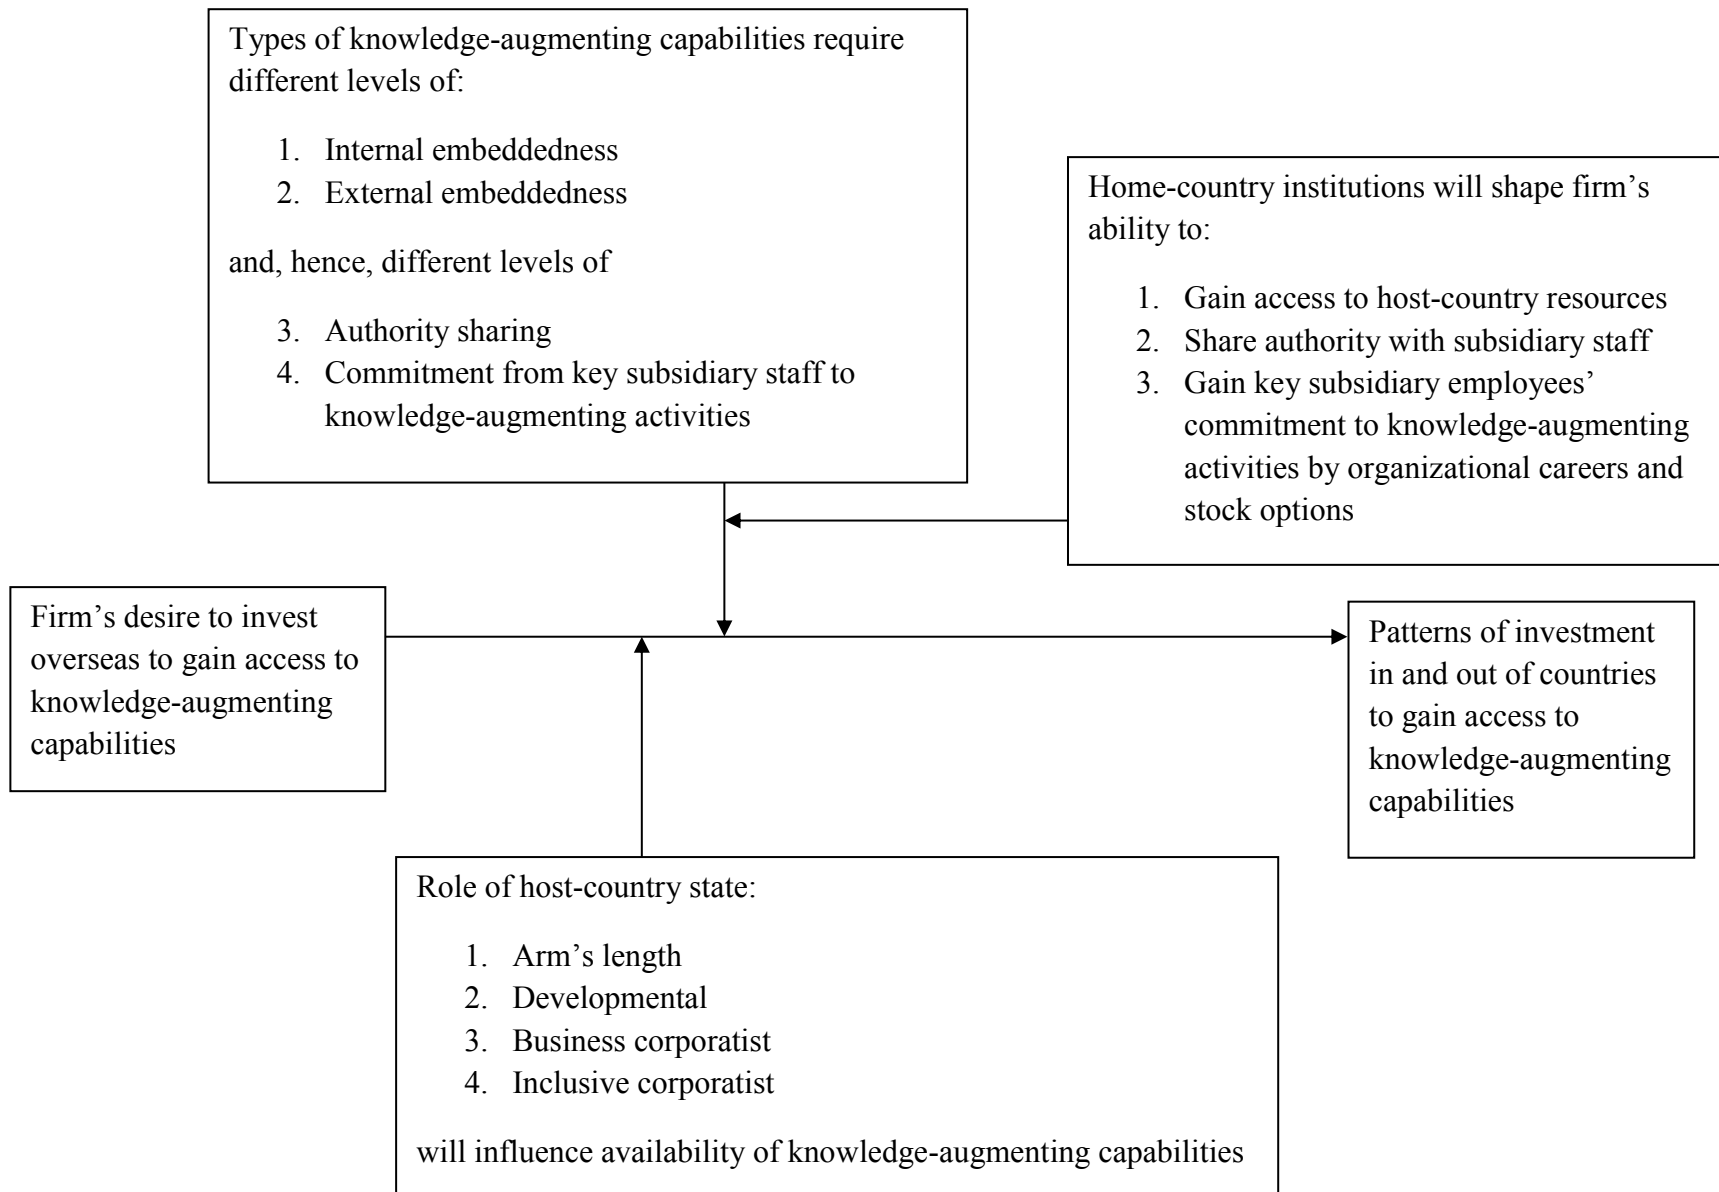 Types of knowledge-augmenting capabilities require
different levels of:
1. Internal embeddedness
2. External embeddedness
and, hence, different levels of
3. Authority sharing
4. Commitment from key subsidiary staff to
knowledge-augmenting activities
Home-country institutions will shape firm’s
ability to:
1. Gain access to host-country resources
2. Share authority with subsidiary staff
3. Gain key subsidiary employees’
commitment to knowledge-augmenting
activities by organizational careers and
stock options
Firm’s desire to invest
overseas to gain access to
knowledge-augmenting
capabilities
Patterns of investment
in and out of countries
to gain access to
knowledge-augmenting
capabilities
Role of host-country state:
1. Arm’s length
2. Developmental
3. Business corporatist
4. Inclusive corporatist
will influence availability of knowledge-augmenting capabilities